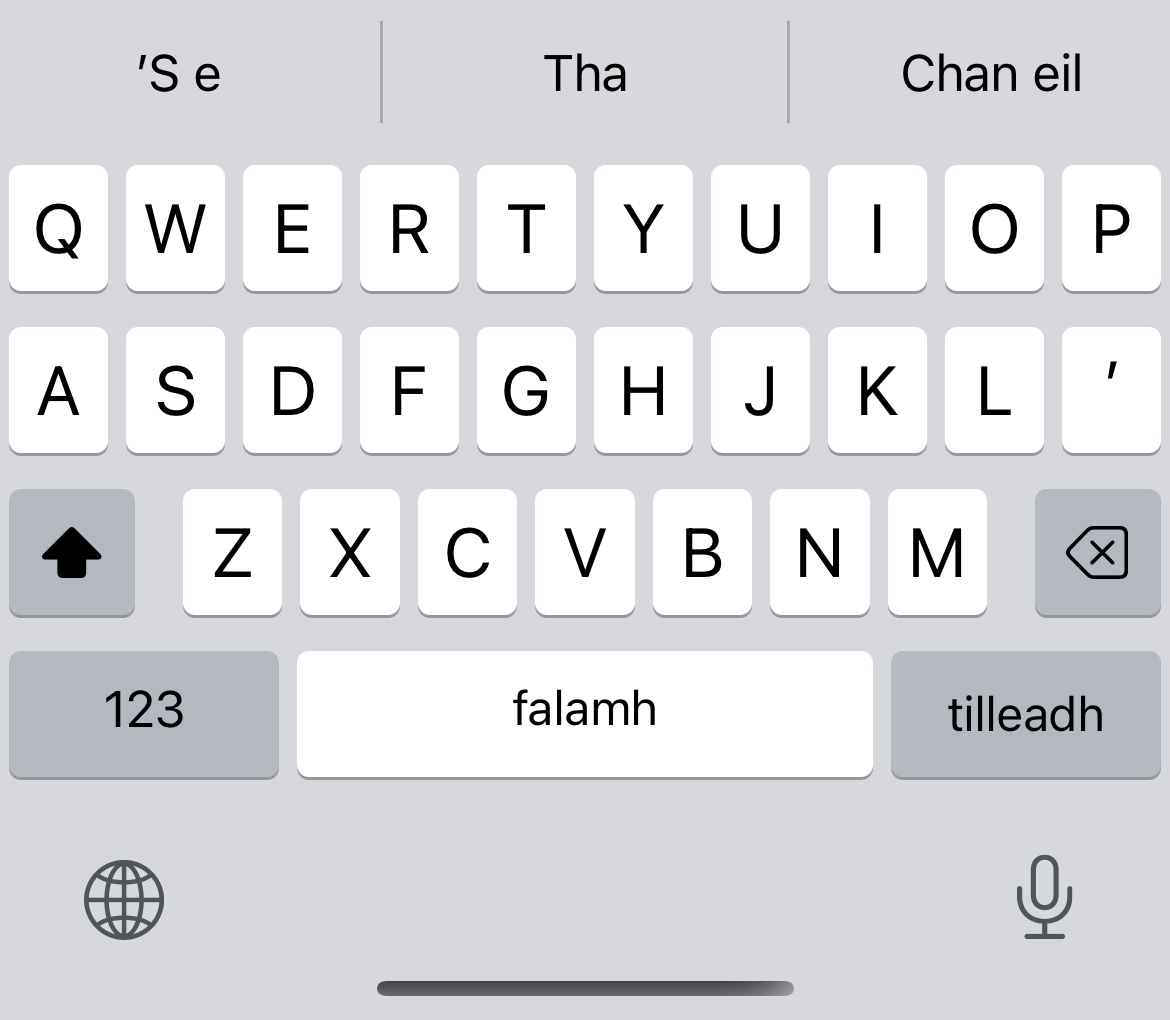 ′S e Tha Chan eil
Q W E R T Y U I O P
A S D F G H J K L ′
Z X C V B N M
123 falamh tilleadh